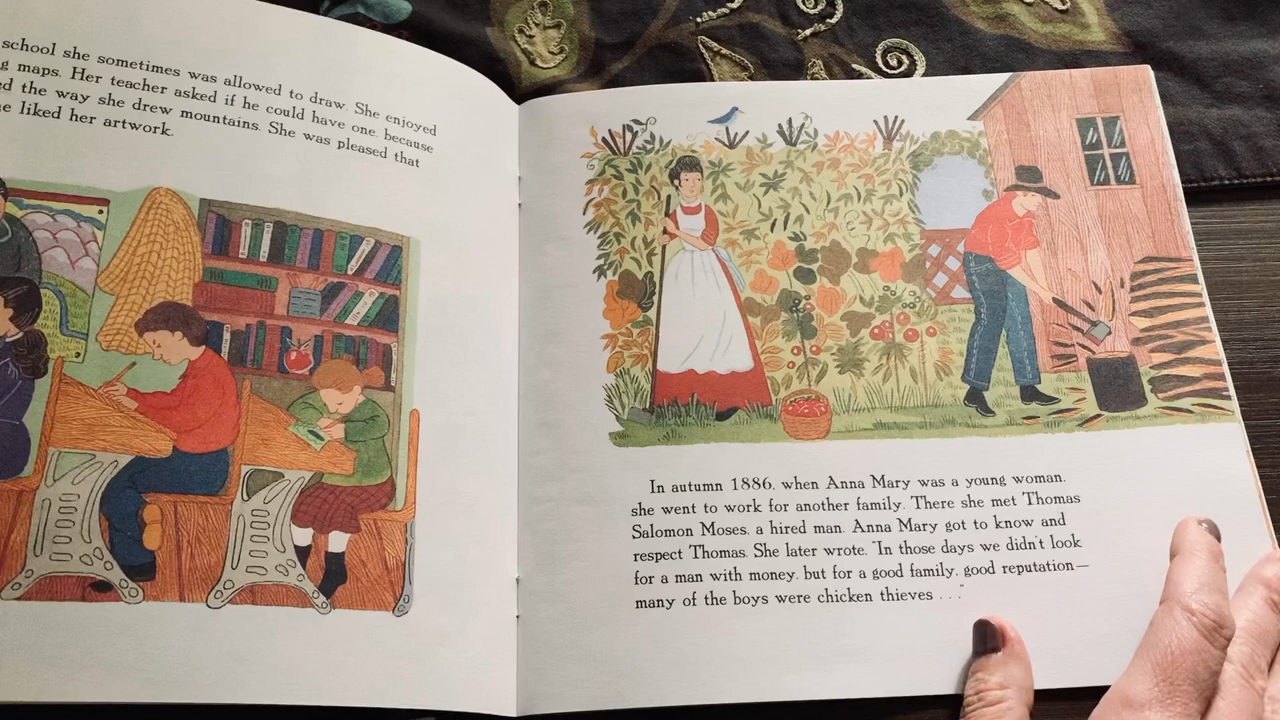 school she sometimes was allowed to draw. She enjoyed
maps. Her teacher asked if he could have one, because
the way she drew mountains. She was pleased that
liked her artwork.
In autumn 1886, when Anna Mary was a young woman,
she went to work for another family. There she met Thomas
Salomon Moses, a hired man. Anna Mary got to know and
respect Thomas. She later wrote, "In those days we didn't look
for a man with money, but for a good family, good reputation—
many of the boys were chicken thieves . . ."